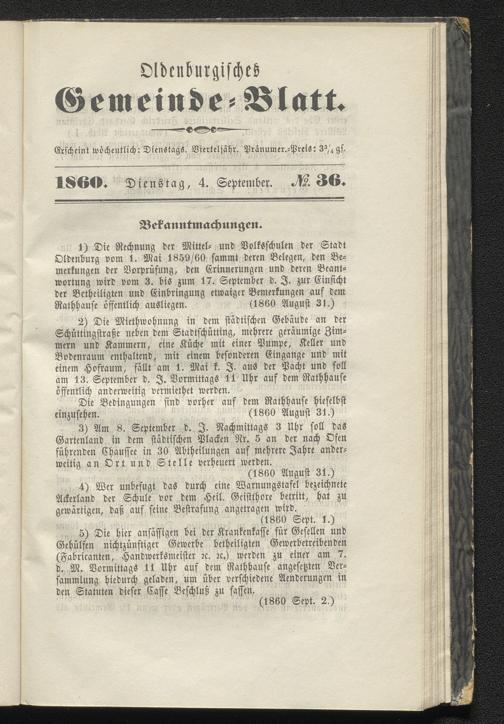 Oldenburgisches
Gemeinde-Blatt.
Erscheint wöchentlich: Dienstags. Vierteljähr. Pränumer.-Preis: 3¾ gs.
1860. Dienstag, 4. September. № 36.
Bekanntmachungen.
1) Die Rechnung der Mittel- und Volksschulen der Stadt
Oldenburg vom 1. Mai 1859/60 sammt deren Belegen, den Be-
merkungen der Vorprüfung, den Erinnerungen und deren Beant-
wortung wird vom 3. bis zum 17. September d. J. zur Einsicht
der Betheiligten und Einbringung etwaiger Bemerkungen auf dem
Rathhause öffentlich ausliegen. (1860 August 31.)
2) Die Miethwohnung in dem städtischen Gebäude an der
Schüttingstraße neben dem Stadtschütting, mehrere geräumige Zim-
mern und Kammern, eine Küche mit einer Pumpe, Keller und
Bodenraum enthaltend, mit einem besonderen Eingange und mit
einem Hofraum, fällt am 1. Mai k. J. aus der Pacht und soll
am 13. September d. J. Vormittags 11 Uhr auf dem Rathhause
öffentlich anderweitig vermiethet werden.
Die Bedingungen sind vorher auf dem Rathhause hieselbst
einzusehen. (1860 August 31.)
3) Am 8. September d. J. Nachmittags 3 Uhr soll das
Gartenland in dem städtischen Placken Nr. 5 an der nach Ofen
führenden Chaussee in 30 Abtheilungen auf mehrere Jahre ander-
weitig an Ort und Stelle verheuert werden.
(1860 August 31.)
4) Wer unbefugt das durch eine Warnungstafel bezeichnete
Ackerland der Schule vor dem Heil. Geistthore betritt, hat zu
gewärtigen, daß auf seine Bestrafung angetragen wird.
(1860 Sept. 1.)
5) Die hier ansässigen bei der Krankenkasse für Gesellen und
Gehülfen nichtzünftiger Gewerbe betheiligten Gewerbetreibenden
(Fabricanten, Handwerksmeister ꝛc. ꝛc.) werden zu einer am 7.
d. M. Vormittags 11 Uhr auf dem Rathhause angesetzten Ver-
sammlung hiedurch geladen, um über verschiedene Aenderungen in
den Statuten dieser Casse Beschluß zu fassen.
(1860 Sept. 2.)